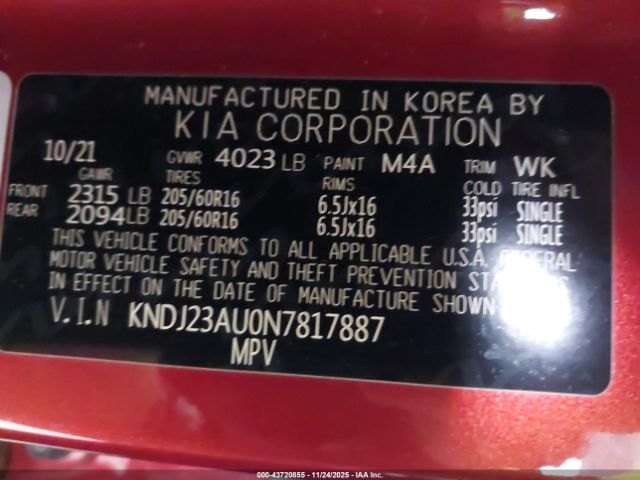 MANUFACTURED IN KOREA BY
KIA CORPORATION
10/21 GVWR 4023 LB PAINT M4A TRIM WK
GAWR TIRES RIMS COLD TIRE INFL
FRONT 2315 LB 205/60R16 6.5Jx16 33psi SINGLE
REAR 2094LB 205/60R16 6.5Jx16 33psi SINGLE
THIS VEHICLE CONFORMS TO ALL APPLICABLE U.S.A. FEDERAL
MOTOR VEHICLE SAFETY AND THEFT PREVENTION
IN EFFECT ON THE DATE OF MANUFACTURE SHOWN
V.I.N KNDJ23AU0N7817887
MPV
000-43720855 - 11/24/2025 - IAA Inc.